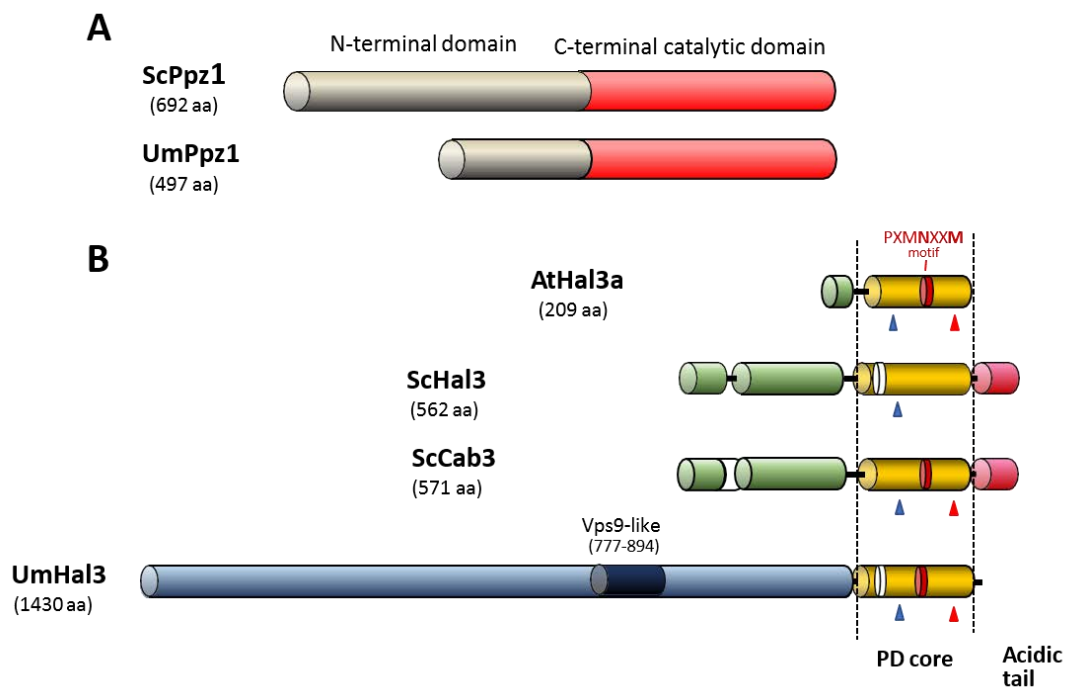 A
N-terminal domain
C-terminal catalytic domain
ScPpz1
(692 aa)
UmPpz1
(497 aa)
B
PXMNXXM
motif
AtHal3a
(209 aa)
ScHal3
(562 aa)
ScCab3
(571 aa)
Vps9-like
(777-894)
UmHal3
(1430 aa)
PD core
Acidic
tail